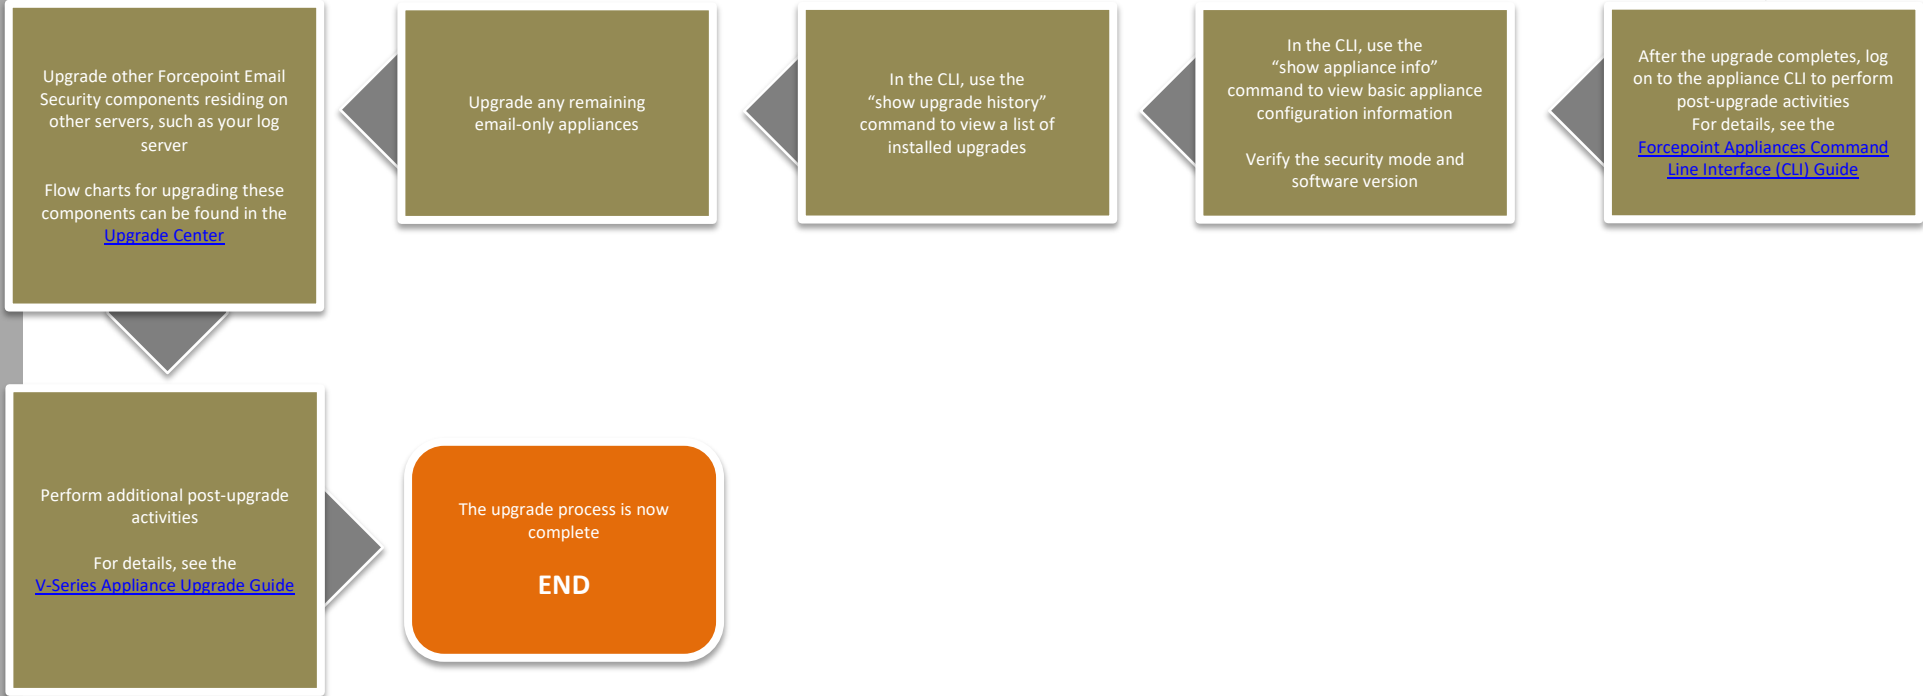 Upgrade other Forcepoint Email
Security components residing on
other servers, such as your log
server
Flow charts for upgrading these
components can be found in the
Upgrade Center
Upgrade any remaining
email-only appliances
In the CLI, use the
“show upgrade history”
command to view a list of
installed upgrades
In the CLI, use the
“show appliance info”
command to view basic appliance
configuration information
Verify the security mode and
software version
After the upgrade completes, log
on to the appliance CLI to perform
post-upgrade activities
For details, see the
Forcepoint Appliances Command
Line Interface (CLI) Guide
Perform additional post-upgrade
activities
For details, see the
V-Series Appliance Upgrade Guide
The upgrade process is now
complete
END